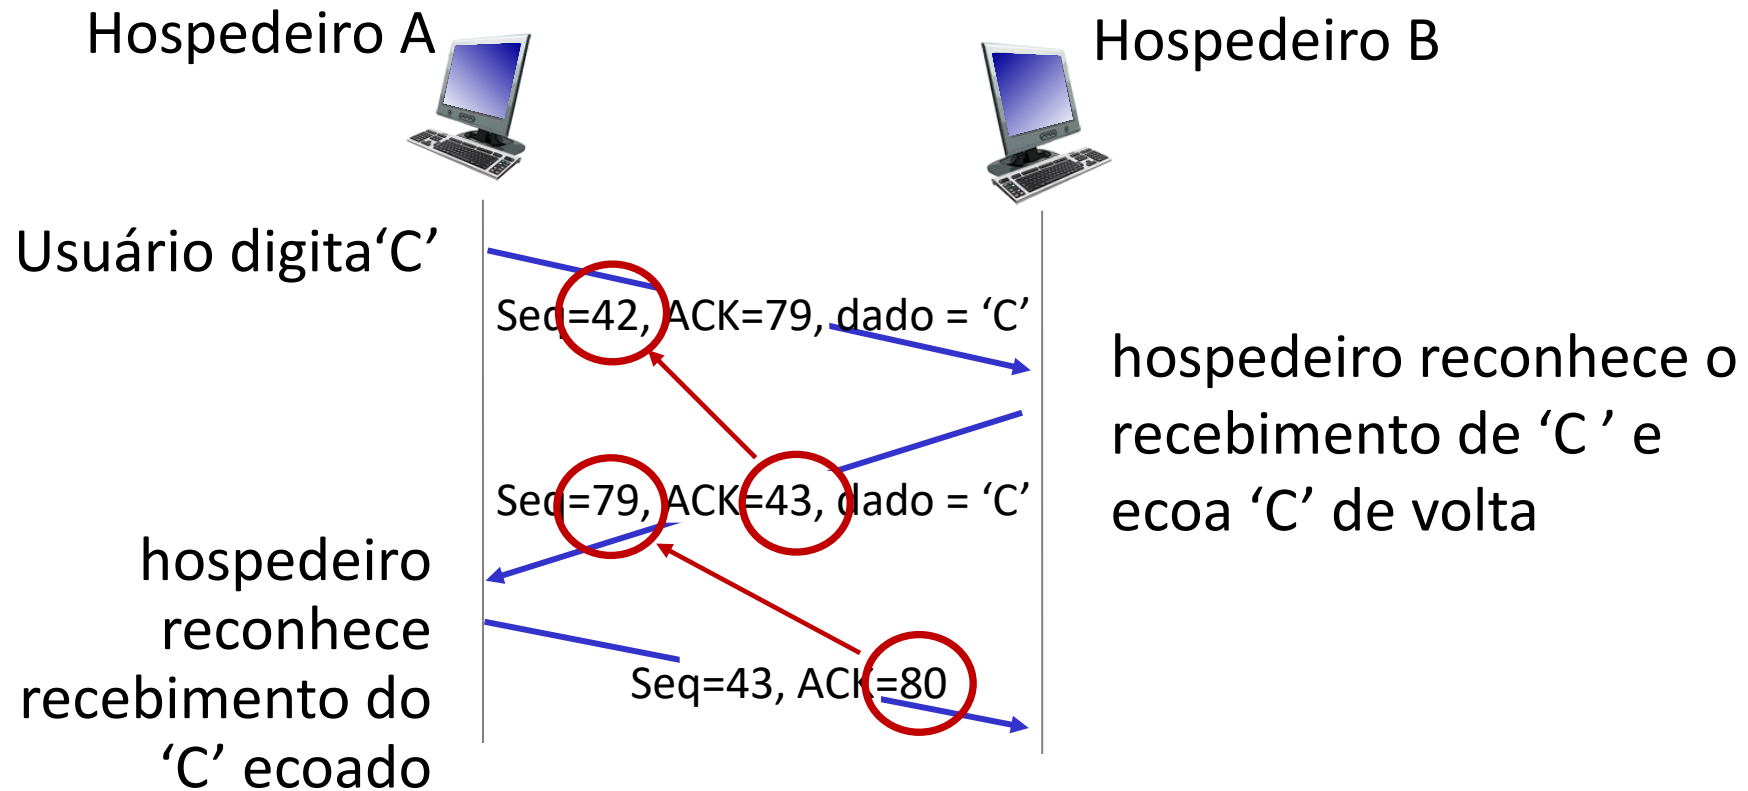 Hospedeiro A
Hospedeiro B
Usuário digita‘C’
Seq=42, ACK=79, dado = ‘C’
hospedeiro reconhece o
recebimento de ‘C ’ e
ecoa ‘C’ de volta
Seq=79, ACK=43, dado = ‘C’
hospedeiro
reconhece
recebimento do
‘C’ ecoado
Seq=43, ACK=80